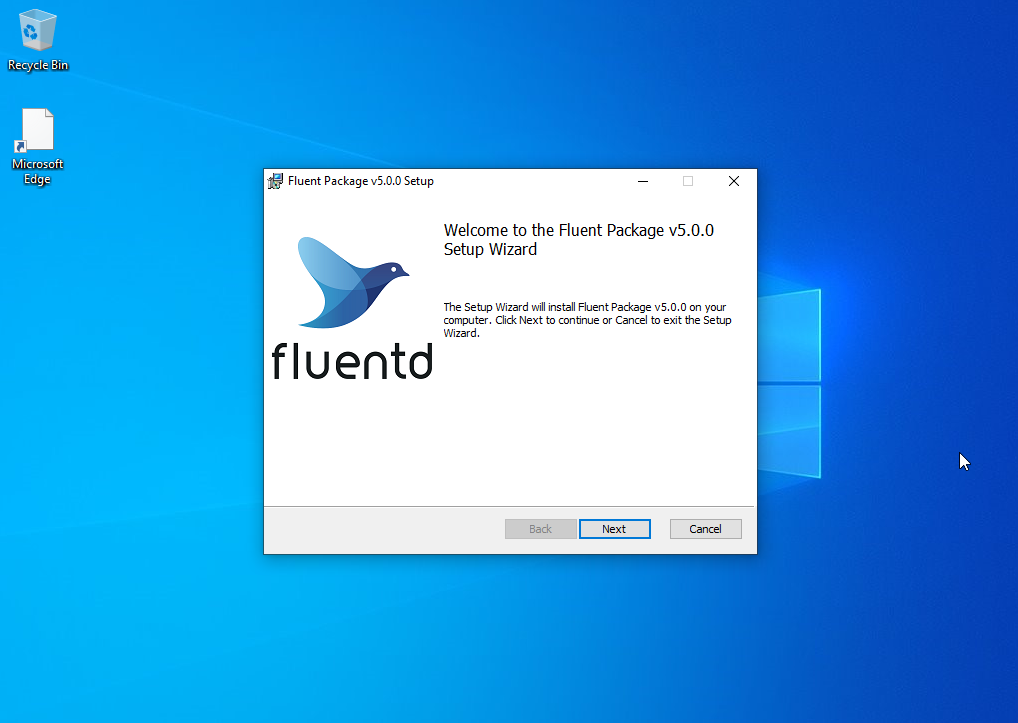 Recycle Bin
Microsoft
Edge
Fluent Package v5.0.0 Setup
Welcome to the Fluent Package v5.0.0
Setup Wizard
The Setup Wizard will install Fluent Package v5.0.0 on your
computer. Click Next to continue or Cancel to exit the Setup
Wizard.
fluentd
Back
Next
Cancel